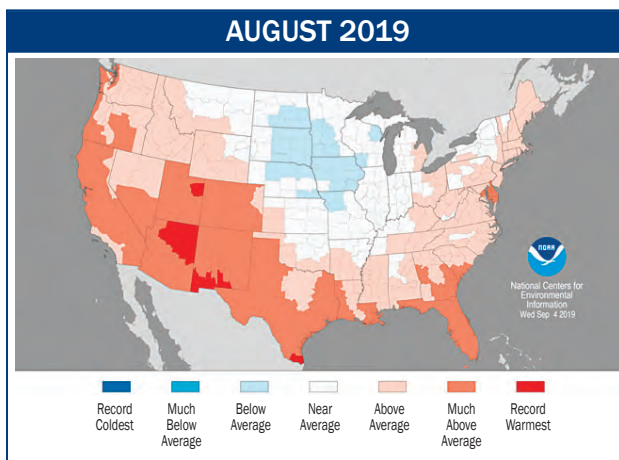 AUGUST 2019
NOAA
National Centers for
Environmental
Information
Wed Sep 4 2019
Record
Coldest
Much
Below
Average
Below
Average
Near
Average
Above
Average
Much
Above
Average
Record
Warmest